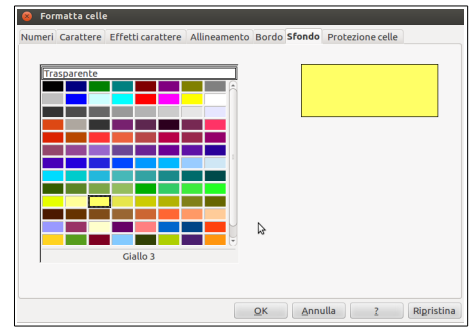 Formatta celle
Numeri Carattere Effetti carattere Allineamento Bordo Sfondo Protezione celle
Trasparente
Giallo 3
OK Annulla ? Ripristina